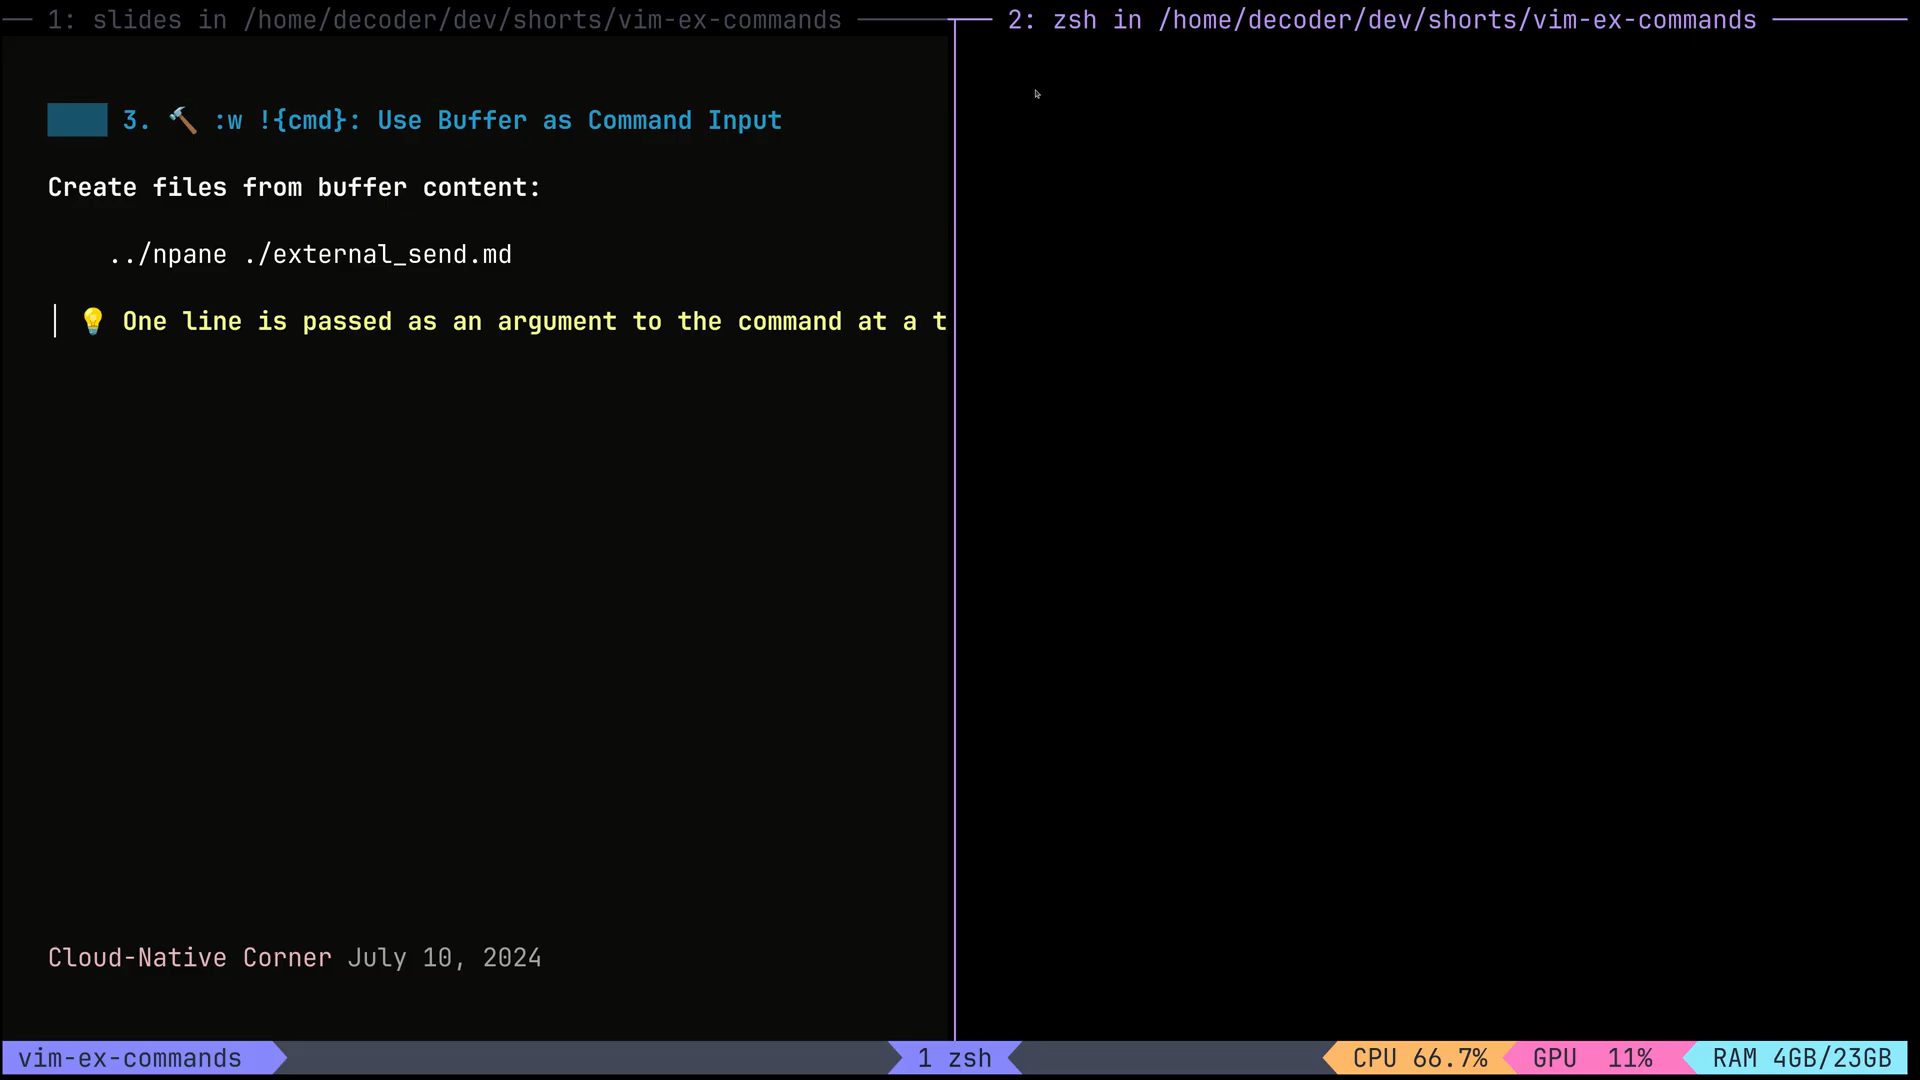 1: slides in /home/decoder/dev/shorts/vim-ex-commands
2: zsh in /home/decoder/dev/shorts/vim-ex-commands
3. 🔨 :w !{cmd}: Use Buffer as Command Input
Create files from buffer content:
../npane ./external_send.md
💡 One line is passed as an argument to the command at a t
Cloud-Native Corner July 10, 2024
vim-ex-commands
1 zsh
CPU 66.7%
GPU 11%
RAM 4GB/23GB